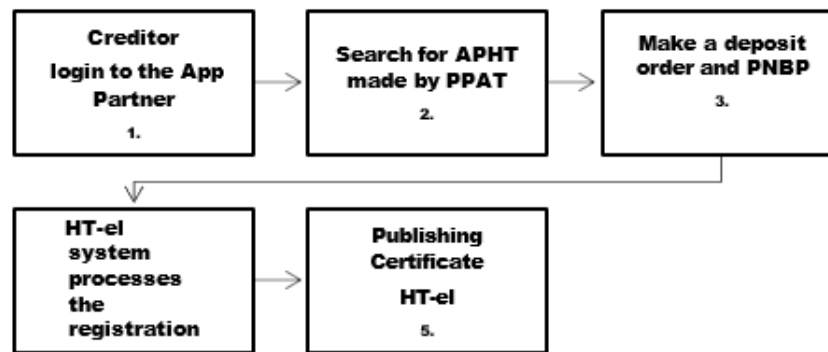 Creditor
login to the App
Partner
1.
Search for APHT
made by PPAT
2.
Make a deposit
order and PNBP
3.
HT-el
system
processes
the
registration
Publishing
Certificate
HT-el
5.